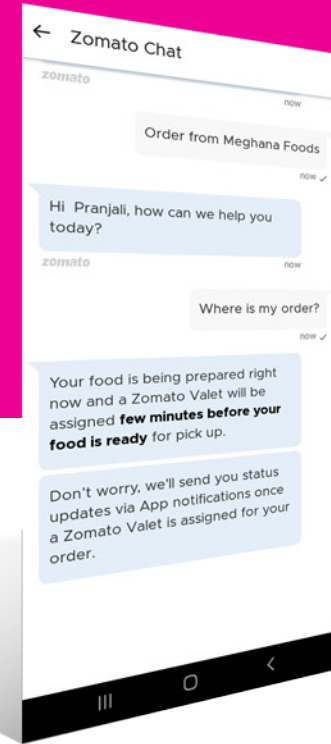 Zomato Chat
zomato
now
Order from Meghana Foods
now
Hi Pranjali, how can we help you
today?
zomato
now
Where is my order?
now
Your food is being prepared right
now and a Zomato Valet will be
assigned few minutes before your
food is ready for pick up.
Don't worry, we'll send you status
updates via App notifications once
a Zomato Valet is assigned for your
order.